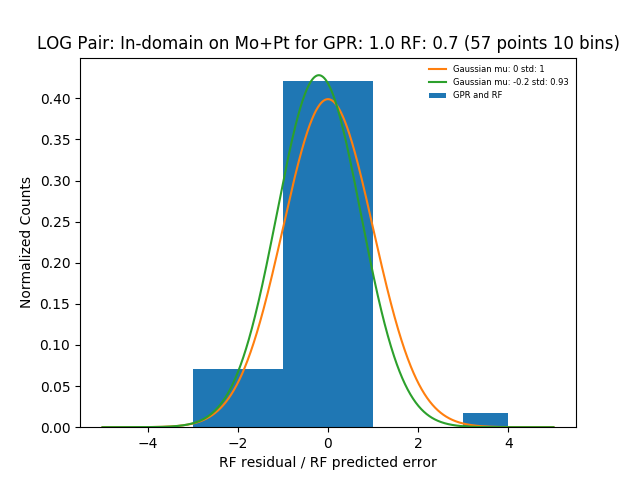 LOG Pair: In-domain on Mo+Pt for GPR: 1.0 RF: 0.7 (57 points 10 bins)
Gaussian mu: 0 std: 1
Gaussian mu: -0.2 std: 0.93
GPR and RF
Normalized Counts
0.40
0.35
0.30
0.25
0.20
0.15
0.10
0.05
0.00
−4 −2 0 2 4
RF residual / RF predicted error